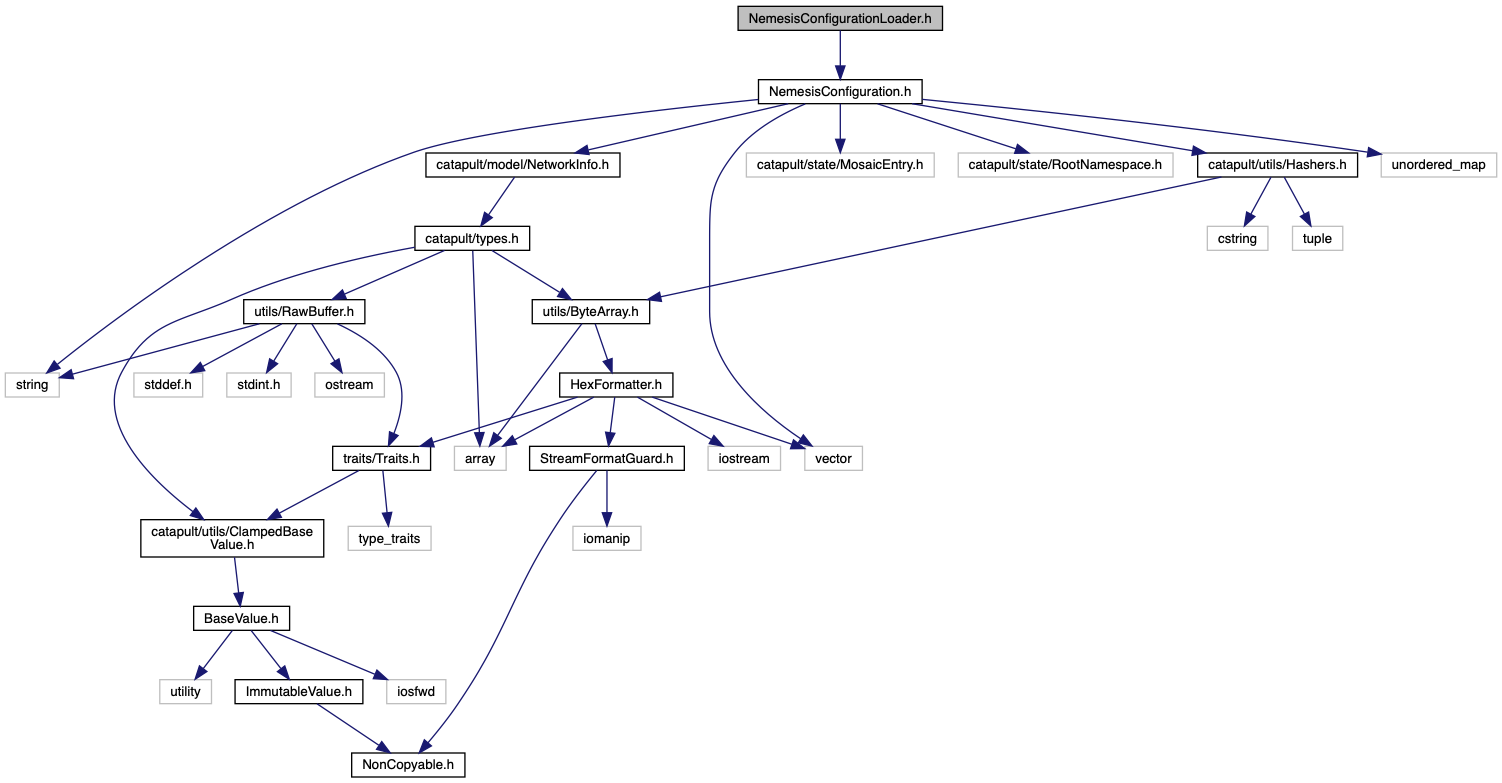 NemesisConfigurationLoader.h
NemesisConfiguration.h
catapult/model/NetworkInfo.h
catapult/state/MosaicEntry.h
catapult/state/RootNamespace.h
catapult/utils/Hashers.h
unordered_map
catapult/types.h
cstring
tuple
utils/RawBuffer.h
utils/ByteArray.h
string
stddef.h
stdint.h
ostream
HexFormatter.h
traits/Traits.h
array
StreamFormatGuard.h
iostream
vector
catapult/utils/ClampedBase
Value.h
type_traits
iomanip
BaseValue.h
utility
ImmutableValue.h
iosfwd
NonCopyable.h